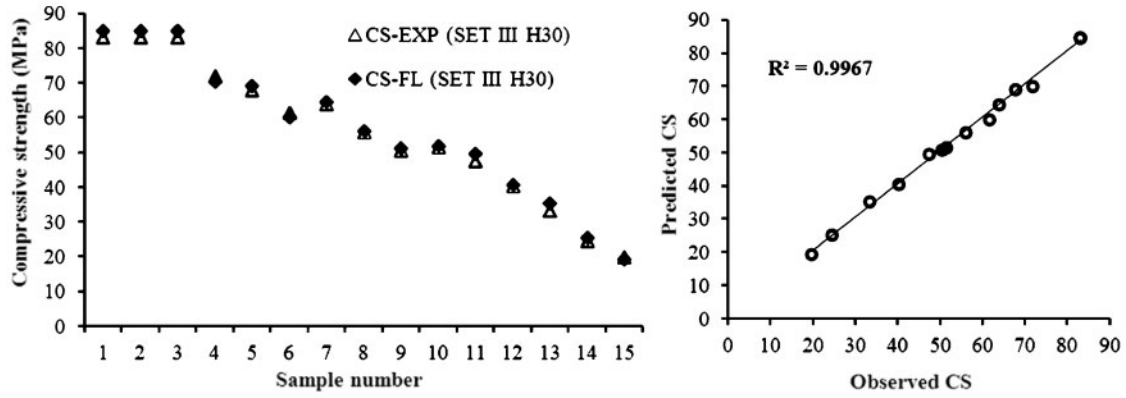 90
80
70
60
50
40
30
20
10
0
Compressive strength (MPa)
CS-EXP (SET III H30)
CS-FL (SET III H30)
1 2 3 4 5 6 7 8 9 10 11 12 13 14 15
Sample number
90
80
70
60
50
40
30
20
10
0
Predicted CS
R² = 0.9967
0 10 20 30 40 50 60 70 80 90
Observed CS